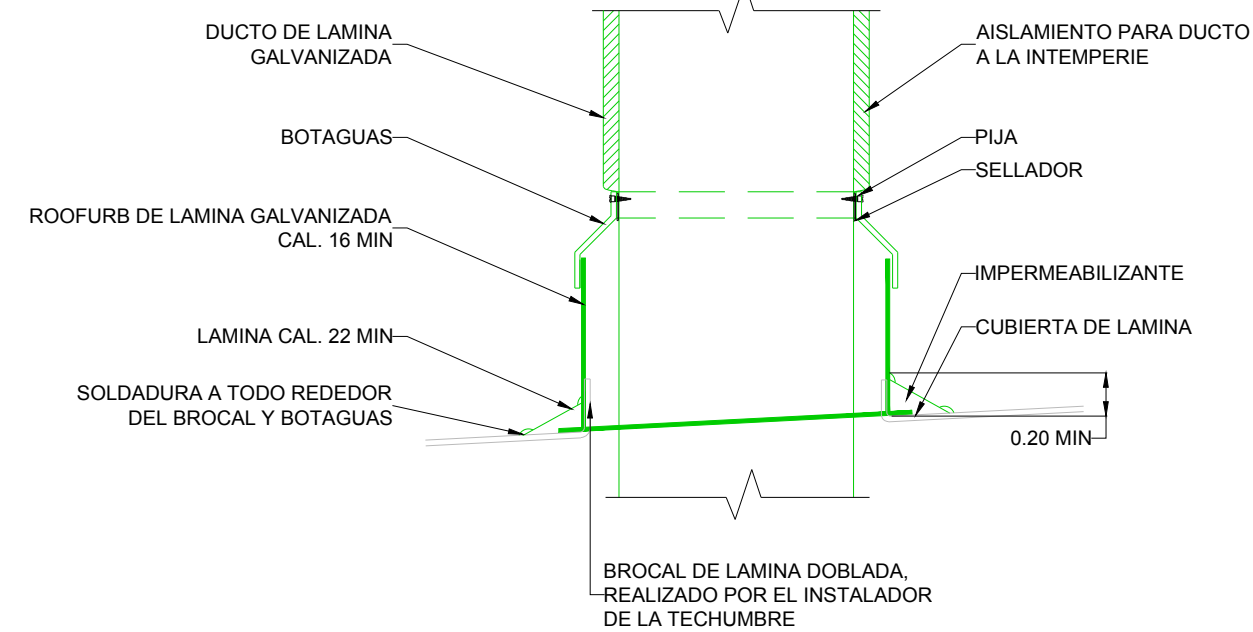 DUCTO DE LAMINA
GALVANIZADA
BOTAGUAS
ROOFURB DE LAMINA GALVANIZADA
CAL. 16 MIN
LAMINA CAL. 22 MIN
SOLDADURA A TODO REDEDOR
DEL BROCAL Y BOTAGUAS
AISLAMIENTO PARA DUCTO
A LA INTEMPERIE
PIJA
SELLADOR
IMPERMEABILIZANTE
CUBIERTA DE LAMINA
0.20 MIN
BROCAL DE LAMINA DOBLADA,
REALIZADO POR EL INSTALADOR
DE LA TECHUMBRE